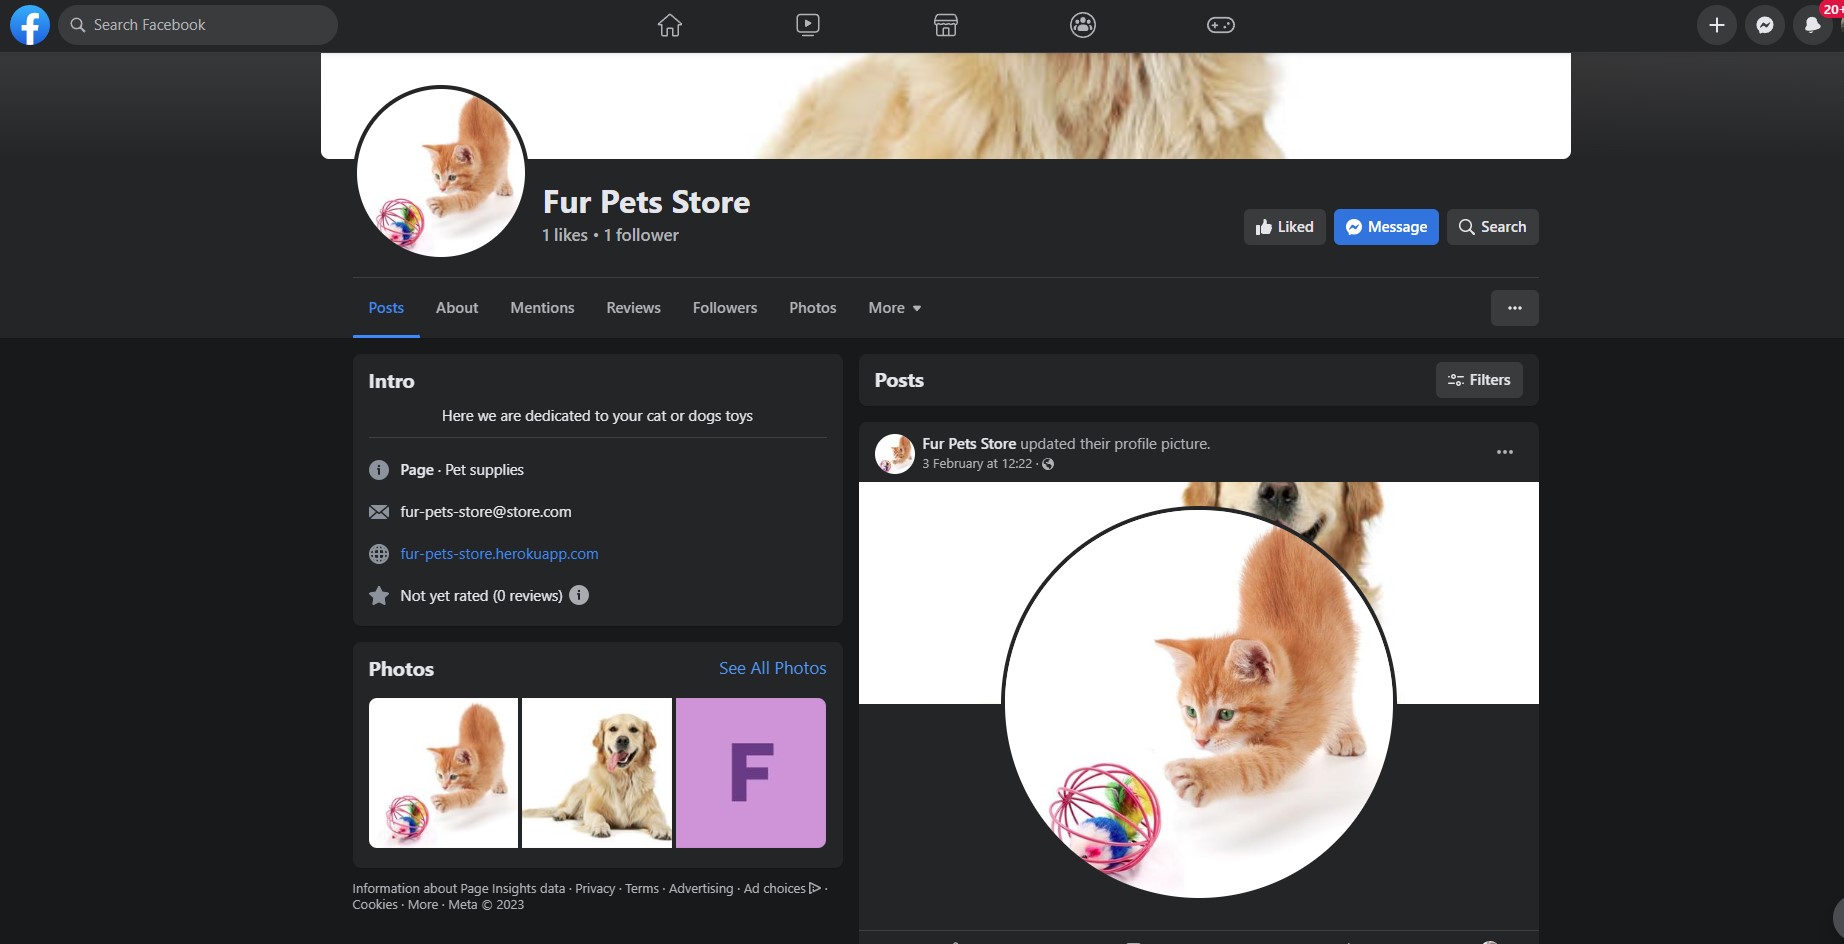 Search Facebook
20+
Fur Pets Store
1 likes • 1 follower
Liked
Message
Search
Posts
About
Mentions
Reviews
Followers
Photos
More
Intro
Here we are dedicated to your cat or dogs toys
Page · Pet supplies
fur-pets-store@store.com
fur-pets-store.herokuapp.com
Not yet rated (0 reviews)
Photos
See All Photos
F
Information about Page Insights data · Privacy · Terms · Advertising · Ad choices ·
Cookies · More · Meta © 2023
Posts
Filters
Fur Pets Store updated their profile picture.
3 February at 12:22 ·